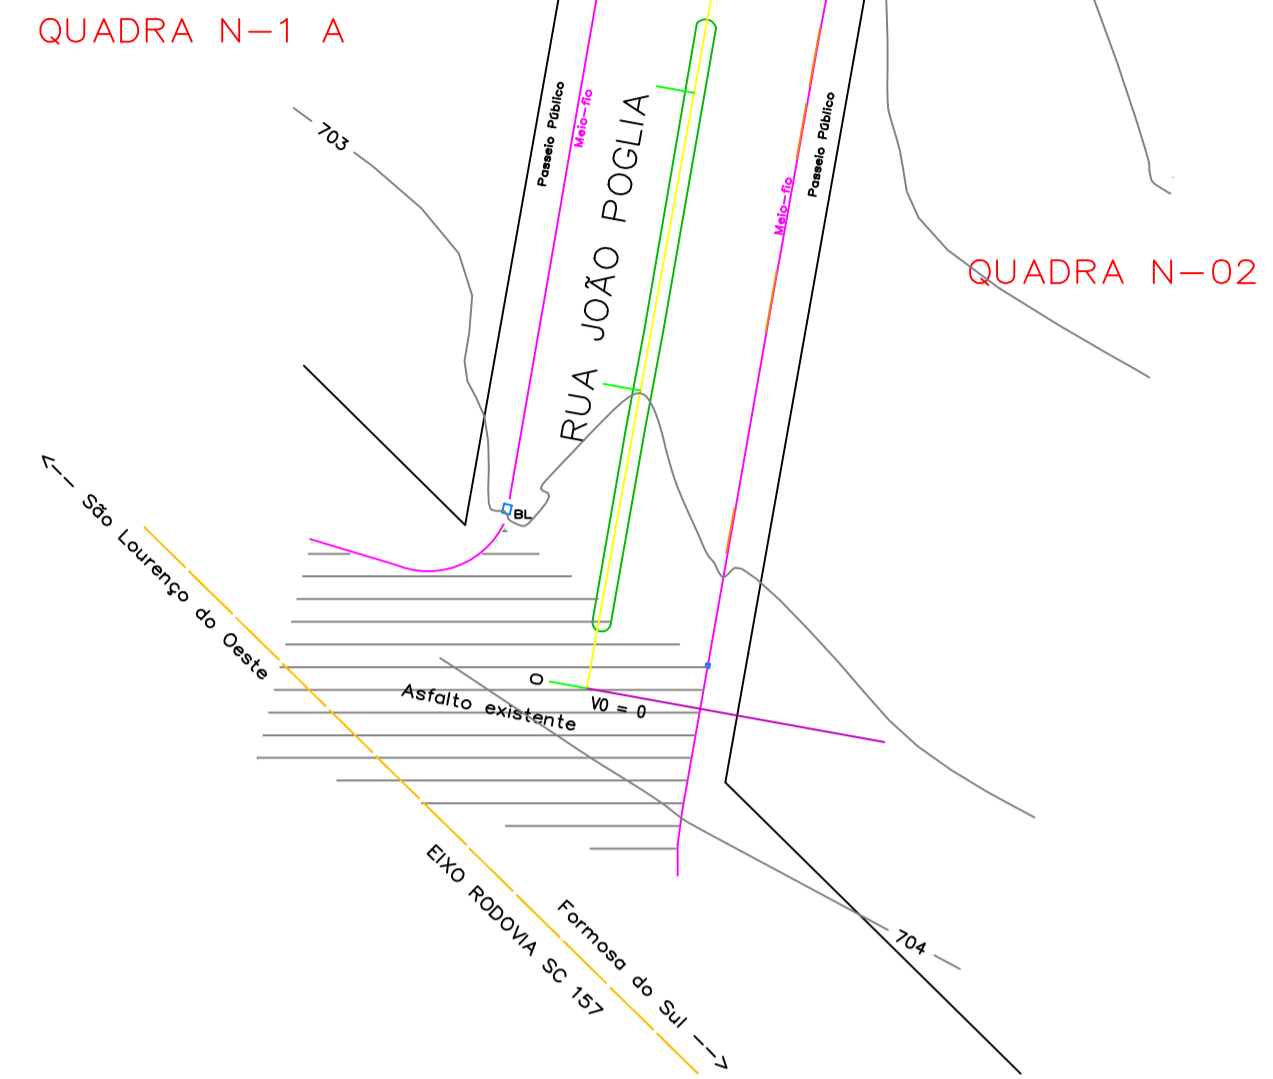 QUADRA N-1 A
703
Passeio Público
Meio-fio
RUA JOÃO POGLIA
Meio-fio
Passeio Público
QUADRA N-02
BL
<-- São Lourenço do Oeste
0
V0 = 0
Asfalto existente
EIXO RODOVIA SC 157
Formosa do Sul -->
704